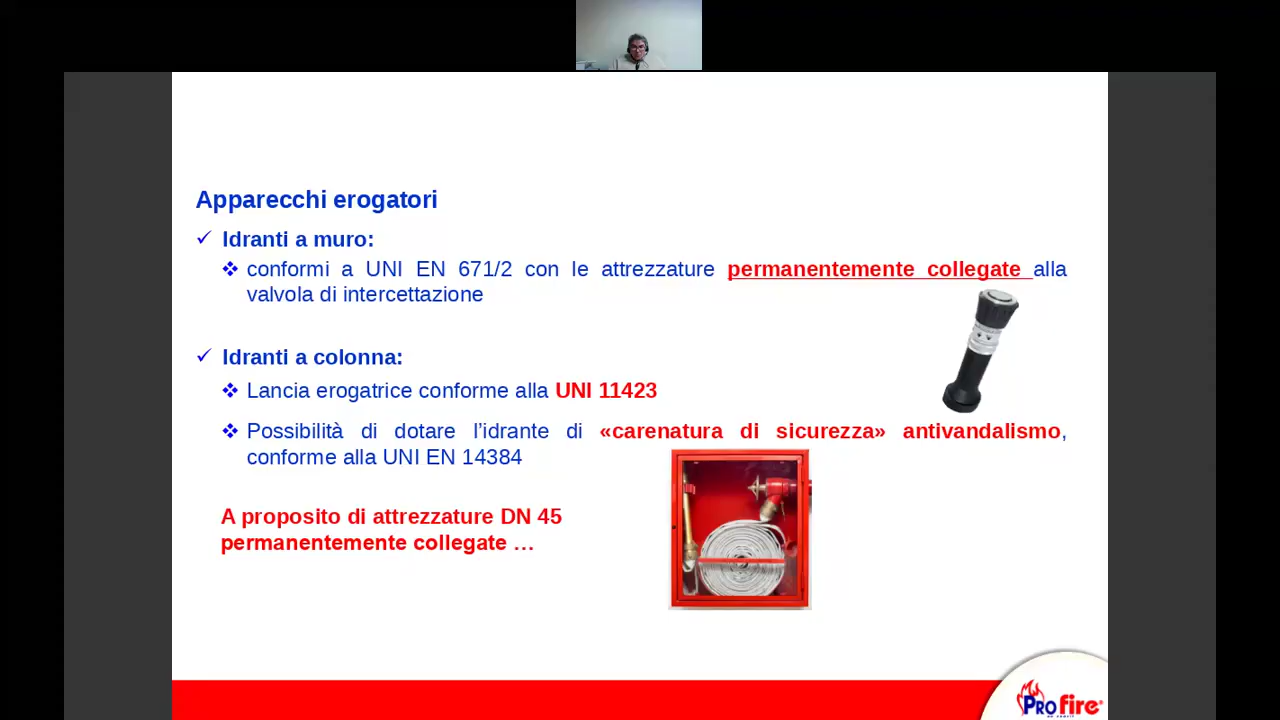 Apparecchi erogatori
Idranti a muro:
conformi a UNI EN 671/2 con le attrezzature permanentemente collegate alla
valvola di intercettazione
Idranti a colonna:
Lancia erogatrice conforme alla UNI 11423
Possibilità di dotare l’idrante di «carenatura di sicurezza» antivandalismo,
conforme alla UNI EN 14384
A proposito di attrezzature DN 45
permanentemente collegate …
PRO fire